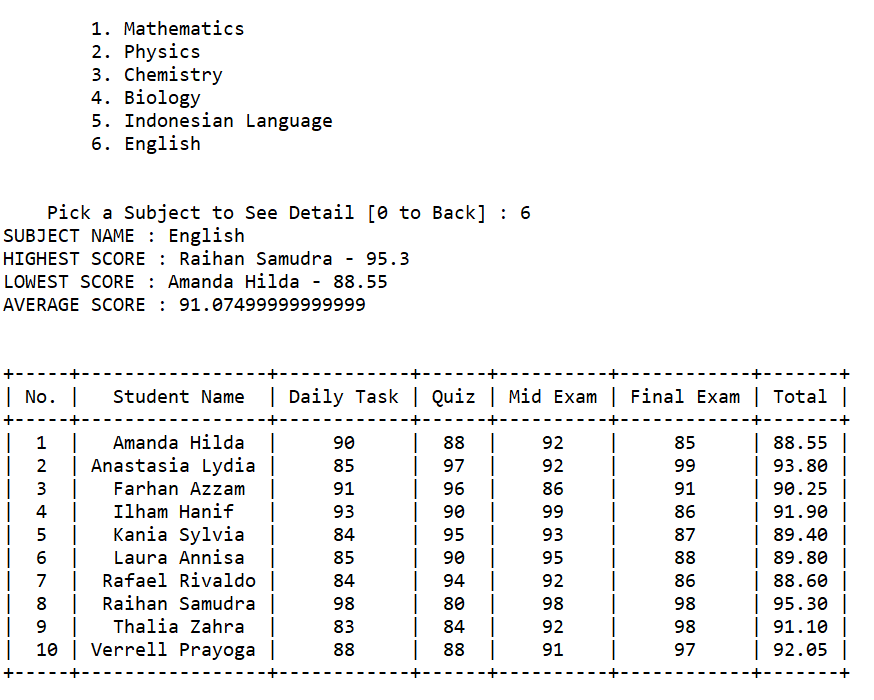 1. Mathematics
2. Physics
3. Chemistry
4. Biology
5. Indonesian Language
6. English
Pick a Subject to See Detail [0 to Back] : 6
SUBJECT NAME : English
HIGHEST SCORE : Raihan Samudra - 95.3
LOWEST SCORE : Amanda Hilda - 88.55
AVERAGE SCORE : 91.07499999999999
+-----+-----------------+------------+------+----------+------------+-------+
| No. |   Student Name  | Daily Task | Quiz | Mid Exam | Final Exam | Total |
+-----+-----------------+------------+------+----------+------------+-------+
|  1  |   Amanda Hilda  |     90     |  88  |    92    |     85     | 88.55 |
|  2  | Anastasia Lydia |     85     |  97  |    92    |     99     | 93.80 |
|  3  |   Farhan Azzam  |     91     |  96  |    86    |     91     | 90.25 |
|  4  |   Ilham Hanif   |     93     |  90  |    99    |     86     | 91.90 |
|  5  |   Kania Sylvia  |     84     |  95  |    93    |     87     | 89.40 |
|  6  |   Laura Annisa  |     85     |  90  |    95    |     88     | 89.80 |
|  7  |  Rafael Rivaldo |     84     |  94  |    92    |     86     | 88.60 |
|  8  |  Raihan Samudra |     98     |  80  |    98    |     98     | 95.30 |
|  9  |   Thalia Zahra  |     83     |  84  |    92    |     98     | 91.10 |
|  10 | Verrell Prayoga |     88     |  88  |    91    |     97     | 92.05 |
+-----+-----------------+------------+------+----------+------------+-------+